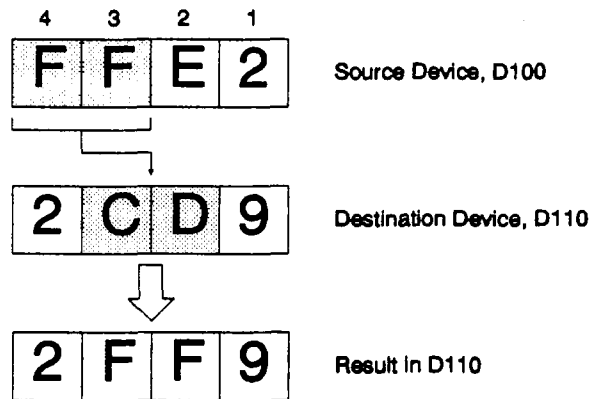 4 3 2 1
F F E 2 Source Device, D100
2 C D 9 Destination Device, D110
2 F F 9 Result in D110